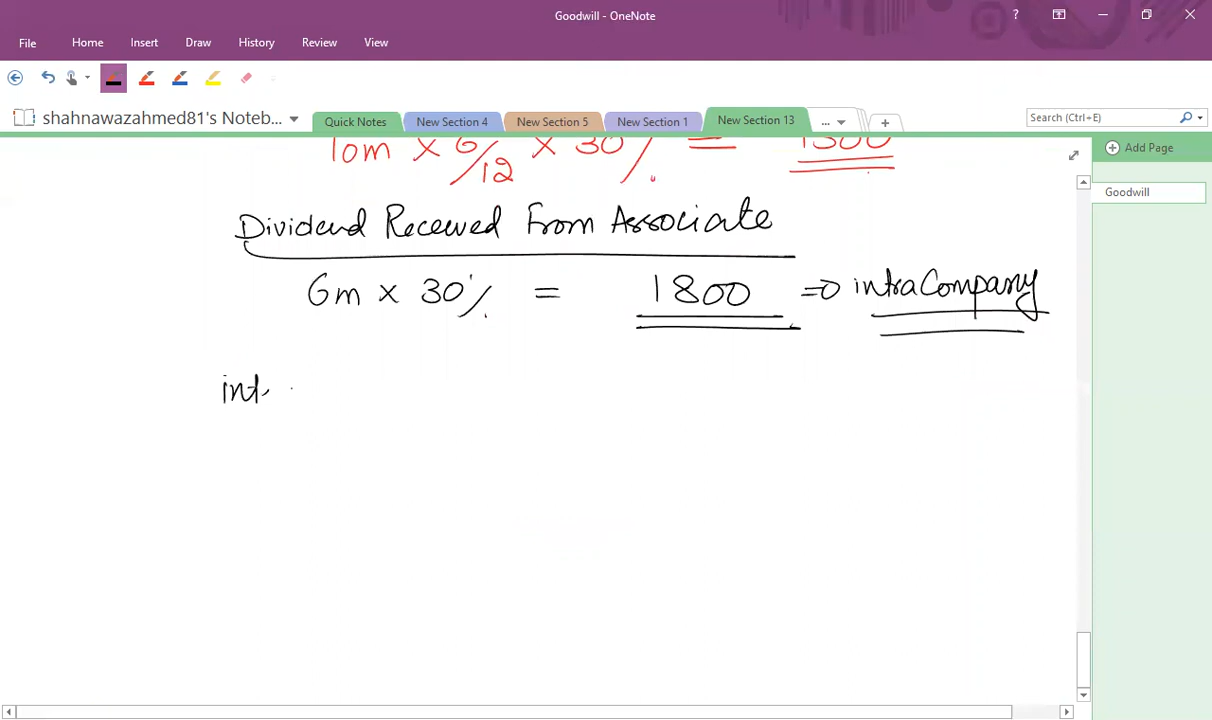 Goodwill - OneNote
?
File Home Insert Draw History Review View
shahnawazahmed81's Noteb... Quick Notes New Section 4 New Section 5 New Section 1 New Section 13 ... + Search (Ctrl+E)
Add Page
Goodwill
10m × 6/12 × 30% = 1500
Dividend Received From Associate
6m × 30% = 1800 ⇒ intraCompany
int